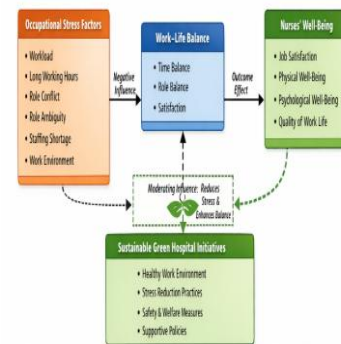 Occupational Stress Factors
• Workload
• Long Working Hours
• Role Conflict
• Role Ambiguity
• Staffing Shortage
• Work Environment
Negative
Influence
Work–Life Balance
• Time Balance
• Role Balance
• Satisfaction
Outcome
Effect
Nurses' Well-Being
• Job Satisfaction
• Physical Well-Being
• Psychological Well-Being
• Quality of Work Life
Moderating Influence: Reduces
Stress &
Enhances Balance
Sustainable Green Hospital Initiatives
• Healthy Work Environment
• Stress Reduction Practices
• Safety & Welfare Measures
• Supportive Policies